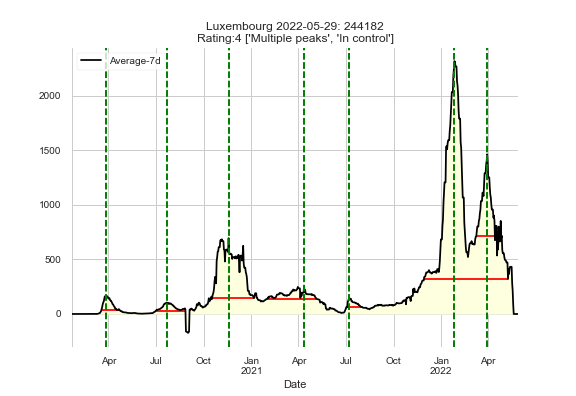 Luxembourg 2022-05-29: 244182
Rating:4 ['Multiple peaks', 'In control']
Average-7d
2000
1500
1000
500
0
Apr Jul Oct Jan Apr Jul Oct Jan Apr
2021 2022
Date